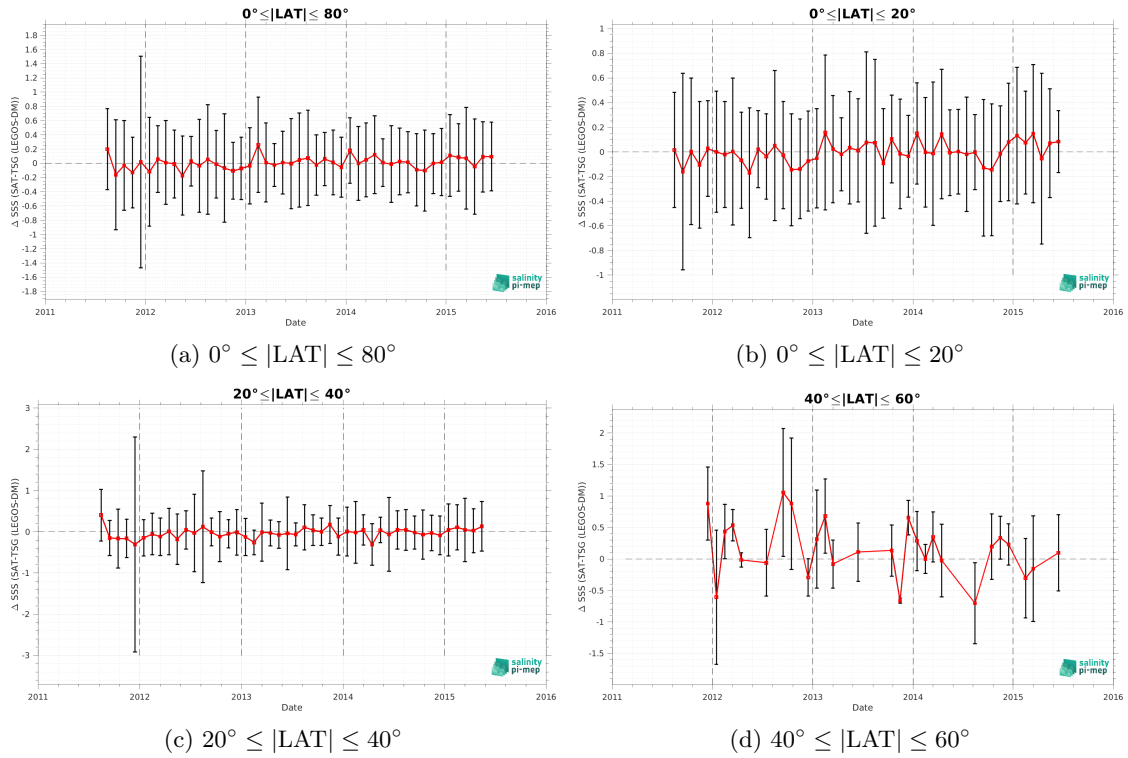 0°≤|LAT|≤ 80°
Δ SSS (SAT-TSG (LEGOS-DM))
1.8
1.6
1.4
1.2
1
0.8
0.6
0.4
0.2
0
-0.2
-0.4
-0.6
-0.8
-1
-1.2
-1.4
-1.6
-1.8
2011 2012 2013 2014 2015 2016
Date
salinity
pi-mep
(a) 0° ≤ |LAT| ≤ 80°
0°≤|LAT|≤ 20°
Δ SSS (SAT-TSG (LEGOS-DM))
1
0.8
0.6
0.4
0.2
0
-0.2
-0.4
-0.6
-0.8
-1
2011 2012 2013 2014 2015 2016
Date
salinity
pi-mep
(b) 0° ≤ |LAT| ≤ 20°
20°≤|LAT|≤ 40°
Δ SSS (SAT-TSG (LEGOS-DM))
3
2
1
0
-1
-2
-3
2011 2012 2013 2014 2015 2016
Date
salinity
pi-mep
(c) 20° ≤ |LAT| ≤ 40°
40°≤|LAT|≤ 60°
Δ SSS (SAT-TSG (LEGOS-DM))
2
1.5
1
0.5
0
-0.5
-1
-1.5
2011 2012 2013 2014 2015 2016
Date
salinity
pi-mep
(d) 40° ≤ |LAT| ≤ 60°